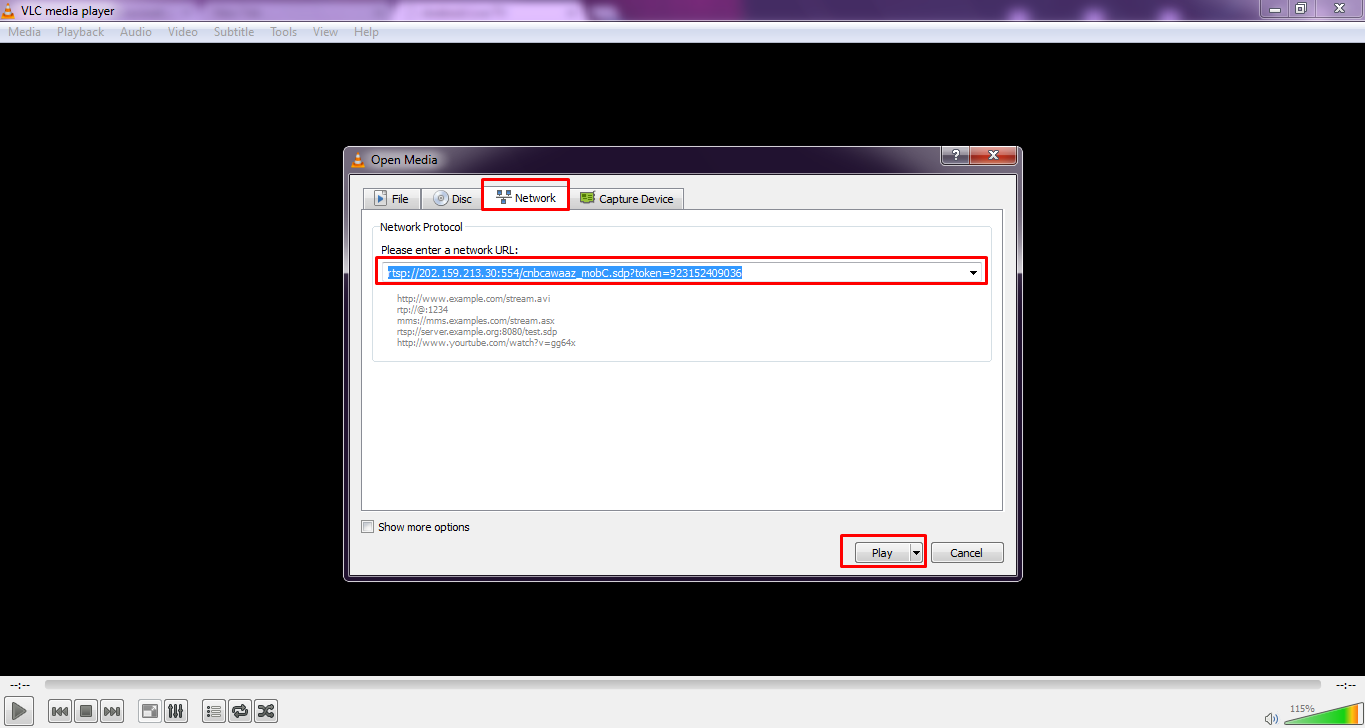 VLC media player
Media Playback Audio Video Subtitle Tools View Help
Open Media
?
File Disc Network Capture Device
Network Protocol
Please enter a network URL:
rtsp://202.159.213.30:554/cnbcawaaz_mobC.sdp?token=923152409036
http://www.example.com/stream.avi
rtp://@:1234
mms://mms.examples.com/stream.asx
rtsp://server.example.org:8080/test.sdp
http://www.youtube.com/watch?v=gg64x
Show more options
Play Cancel
--:-- --:--
115%